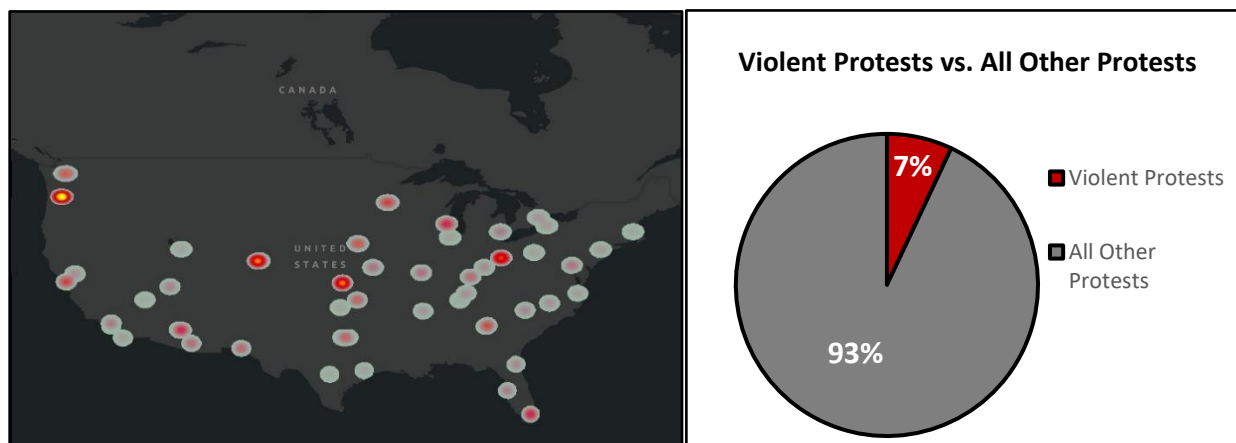 CANADA
UNITED
STATES
Violent Protests vs. All Other Protests
7%
93%
Violent Protests
All Other
Protests